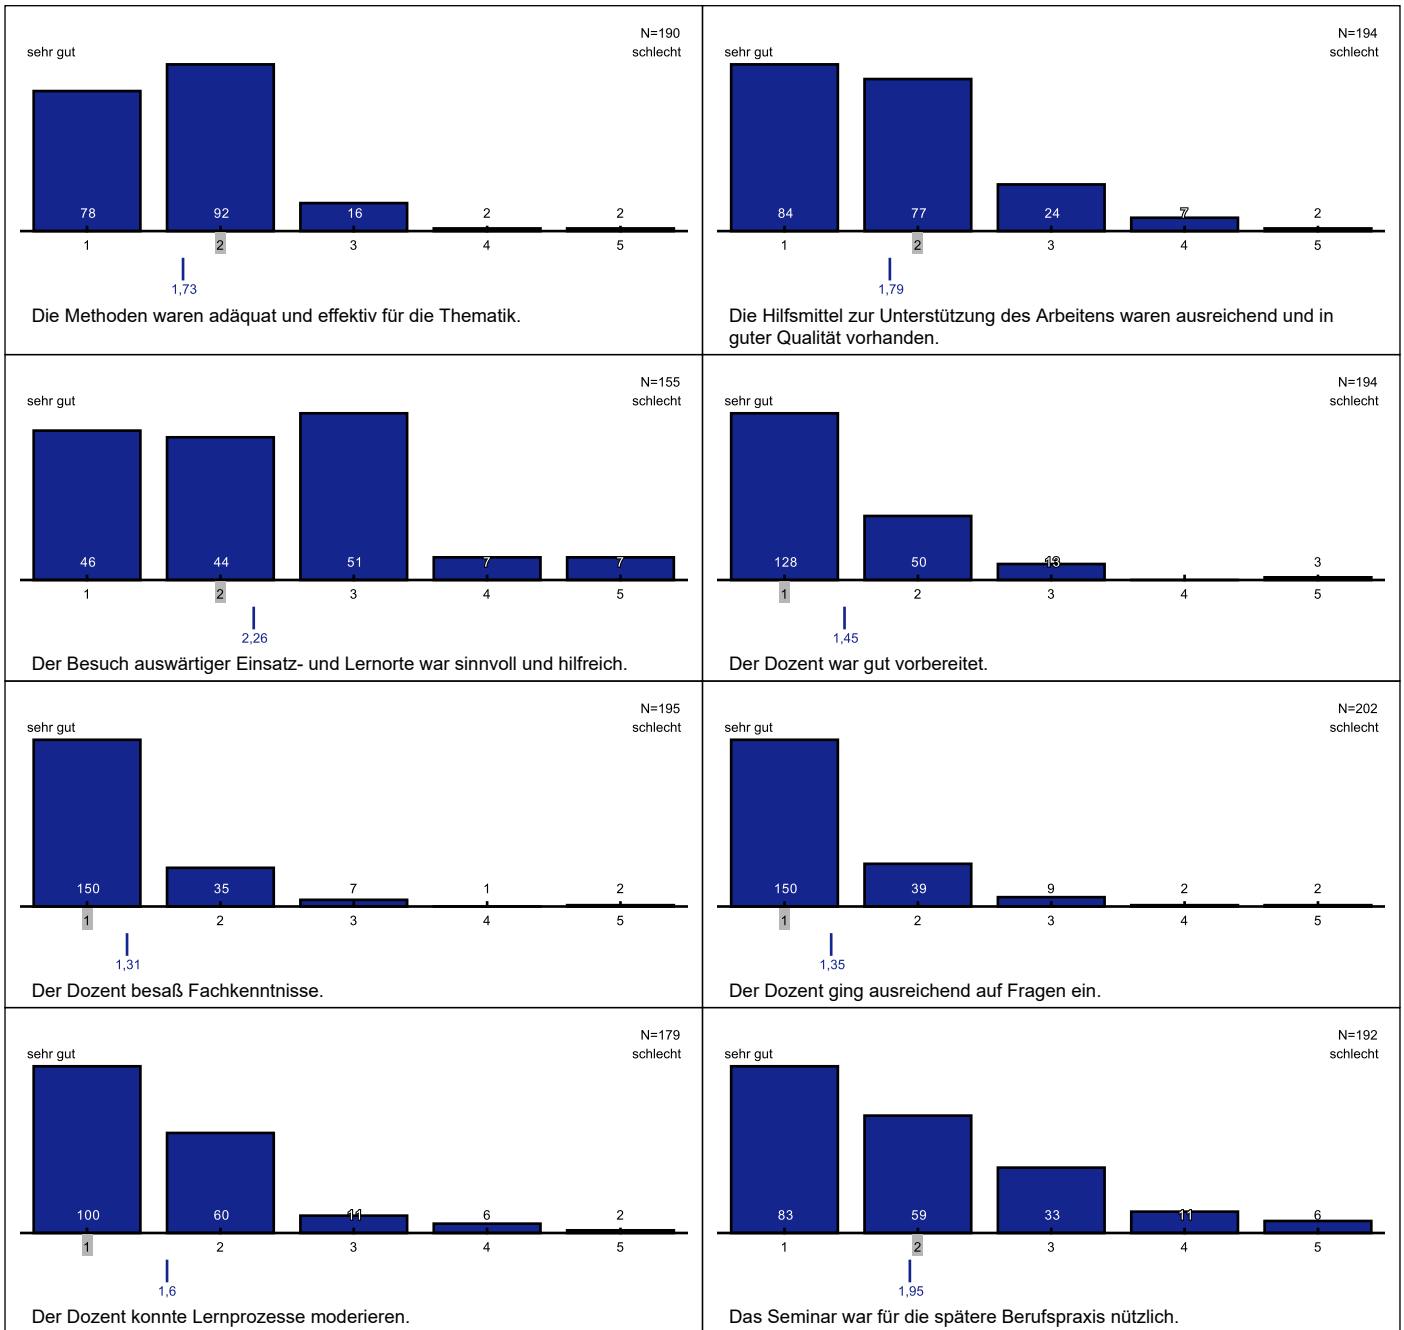 N=190
sehr gut
schlecht
78
92
16
2
2
1
2
3
4
5
1,73
Die Methoden waren adäquat und effektiv für die Thematik.
N=194
sehr gut
schlecht
84
77
24
7
2
1
2
3
4
5
1,79
Die Hilfsmittel zur Unterstützung des Arbeitens waren ausreichend und in
guter Qualität vorhanden.
N=155
sehr gut
schlecht
46
44
51
7
7
1
2
3
4
5
2,26
Der Besuch auswärtiger Einsatz- und Lernorte war sinnvoll und hilfreich.
N=194
sehr gut
schlecht
128
50
13
3
1
2
3
4
5
1,45
Der Dozent war gut vorbereitet.
N=195
sehr gut
schlecht
150
35
7
1
2
1
2
3
4
5
1,31
Der Dozent besaß Fachkenntnisse.
N=202
sehr gut
schlecht
150
39
9
2
2
1
2
3
4
5
1,35
Der Dozent ging ausreichend auf Fragen ein.
N=179
sehr gut
schlecht
100
60
11
6
2
1
2
3
4
5
1,6
Der Dozent konnte Lernprozesse moderieren.
N=192
sehr gut
schlecht
83
59
33
11
6
1
2
3
4
5
1,95
Das Seminar war für die spätere Berufspraxis nützlich.